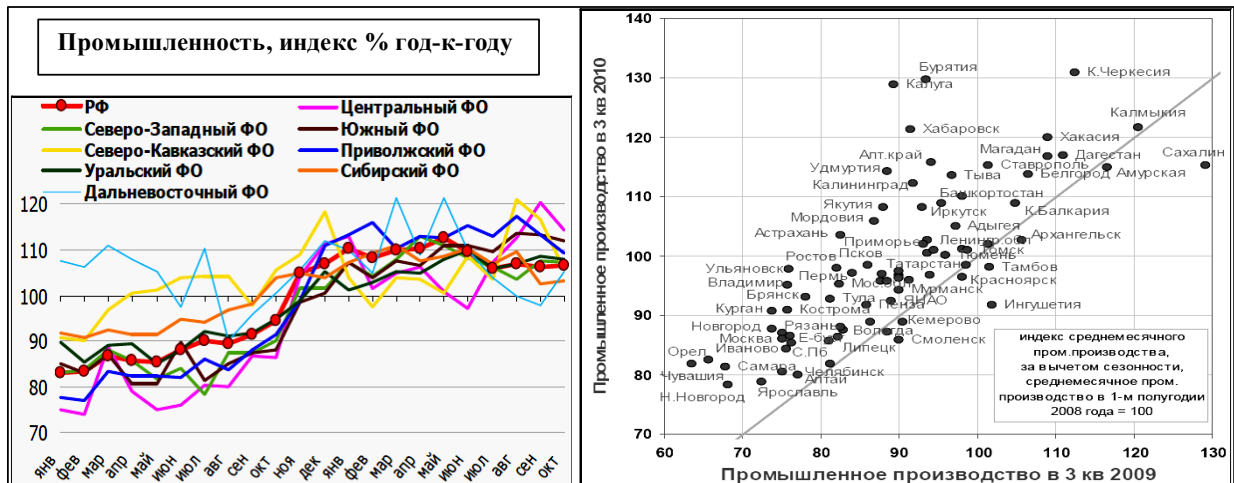 Промышленность, индекс % год-к-году
РФ
Центральный ФО
Северо-Западный ФО
Южный ФО
Северо-Кавказский ФО
Приволжский ФО
Уральский ФО
Сибирский ФО
Дальневосточный ФО
120
110
100
90
80
70
янв
фев
мар
апр
май
июн
июл
авг
сен
окт
ноя
дек
янв
фев
мар
апр
май
июн
июл
авг
сен
окт
Промышленное производство в 3 кв 2010
140
130
120
110
100
90
80
70
Бурятия
К.Черкесия
Калуга
Калмыкия
Хабаровск
Хакасия
Магадан
Дагестан
Сахалин
Алт.край
Ставрополь
Удмуртия
Тыва
Белгород
Амурская
Калининград
Башкортостан
Якутия
Иркутск
К.Балкария
Мордовия
Адыгея
Астрахань
Приморье
Архангельск
Ростов
Псков
Татарстан
Тюмень
Ульяновск
Тамбов
Владимир
Пермь
Красноярск
Брянск
Мурманск
Тула
ЯНАО
Пенза
Ингушетия
Курган
Кострома
Новгород
Рязань
Кемерово
Москва
Е-бу
Вологда
Смоленск
Орел
Иваново
С.Пб
Липецк
Чувашия
Самара
Челябинск
Алтай
Н.Новгород
Ярославль
индекс среднемесячного
пром.производства,
за вычетом сезонности,
среднемесячное пром.
производство в 1-м полугодии
2008 года = 100
60 70 80 90 100 110 120 130
Промышленное производство в 3 кв 2009